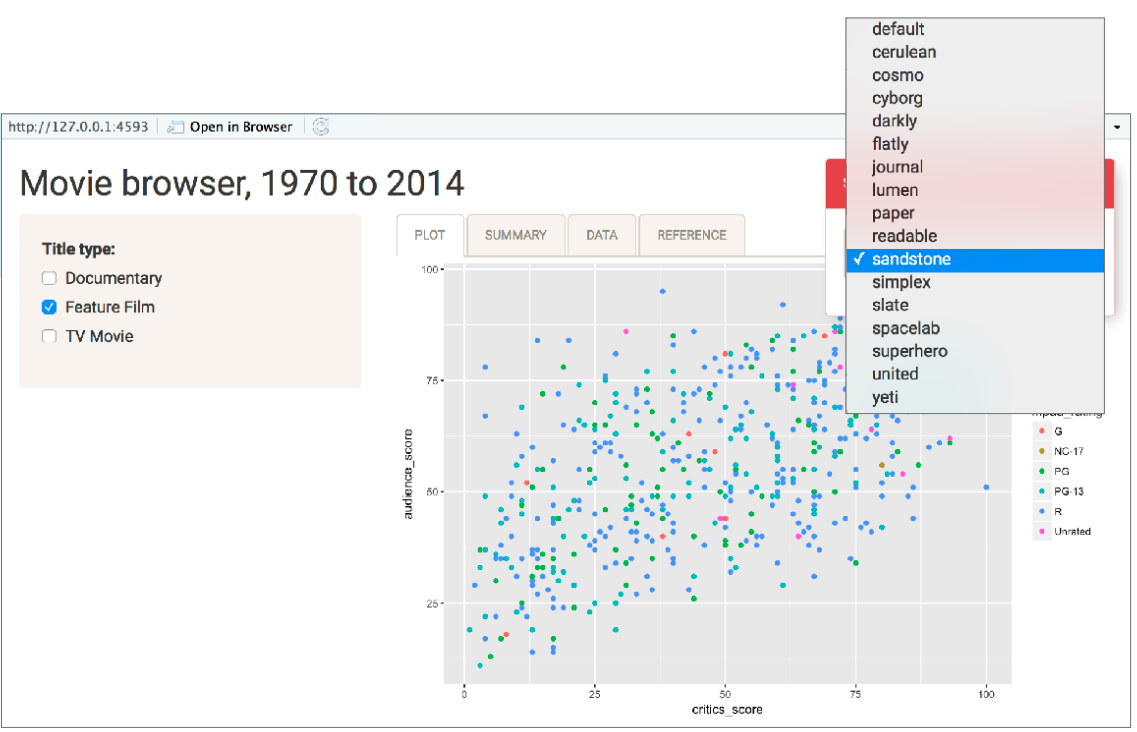 default
cerulean
cosmo
cyborg
darkly
flatly
journal
lumen
paper
readable
✓ sandstone
simplex
slate
spacelab
superhero
united
yeti
http://127.0.0.1:4593 Open in Browser
Movie browser, 1970 to 2014
Title type:
Documentary
Feature Film
TV Movie
PLOT SUMMARY DATA REFERENCE
100
75
50
25
audience_score
0 25 50 75 100
critics_score
mpaa_rating
G
NC-17
PG
PG-13
R
Unrated